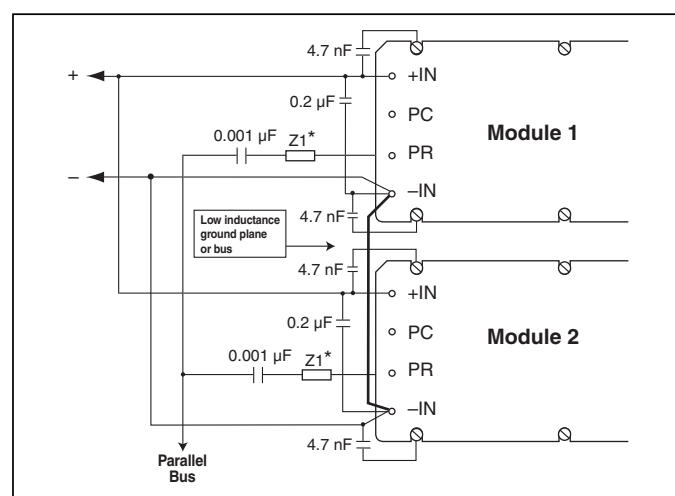 4.7 nF
+
+IN
0.2 µF
PC
Module 1
0.001 µF
Z1*
PR
–
–IN
4.7 nF
Low inductance
ground plane
or bus
4.7 nF
+IN
0.2 µF
PC
Module 2
0.001 µF
Z1*
PR
–IN
4.7 nF
Parallel
Bus